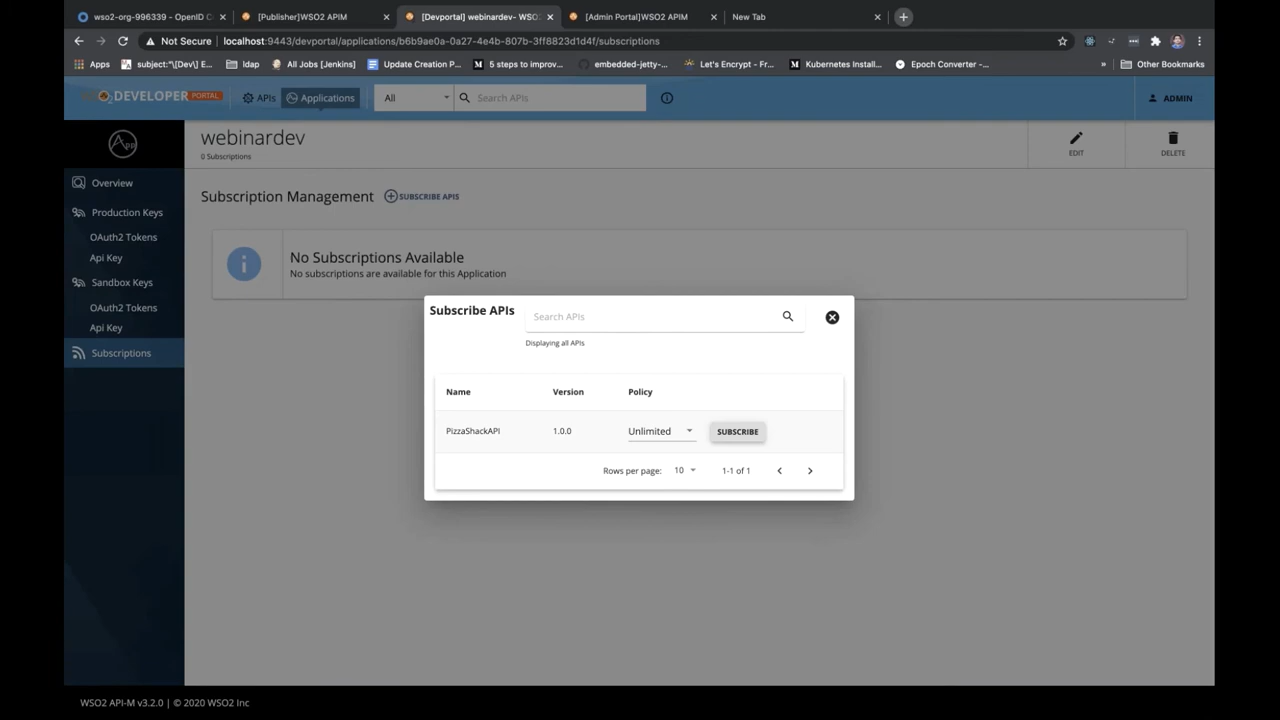 wso2-org-996339 - OpenID C
[Publisher]WSO2 APIM
[Devportal] webinardev- WSO
[Admin Portal]WSO2 APIM
New Tab
Not Secure
localhost:9443/devportal/applications/b6b9ae0a-0a27-4e4b-807b-3ff8823d1d4f/subscriptions
Apps
subject:"\[Dev\] E...
ldap
All Jobs [Jenkins]
Update Creation P...
5 steps to improv...
embedded-jetty-...
Let's Encrypt - Fr...
Kubernetes Install...
Epoch Converter -...
»
Other Bookmarks
WSO2 DEVELOPER PORTAL
APIs
Applications
All
Search APIs
ADMIN
APP
webinardev
0 Subscriptions
EDIT
DELETE
Overview
Production Keys
OAuth2 Tokens
Api Key
Sandbox Keys
OAuth2 Tokens
Api Key
Subscriptions
Subscription Management
SUBSCRIBE APIS
No Subscriptions Available
No subscriptions are available for this Application
Subscribe APIs
Search APIs
Displaying all APIs
Name Version Policy
PizzaShackAPI 1.0.0 Unlimited SUBSCRIBE
Rows per page: 10 1-1 of 1
WSO2 API-M v3.2.0 | © 2020 WSO2 Inc